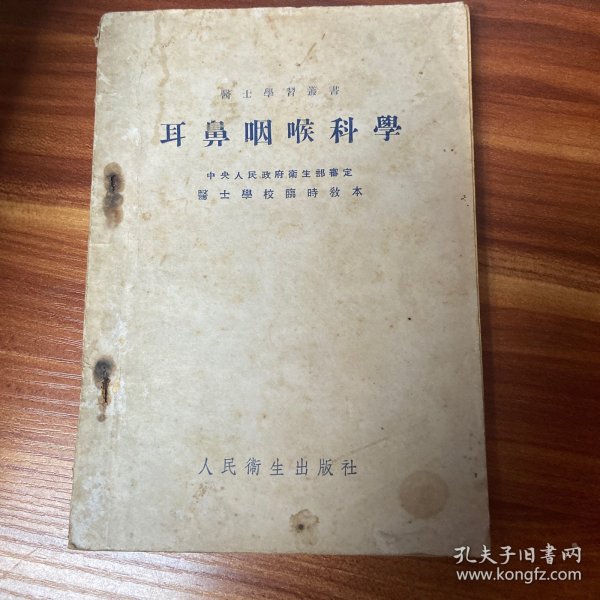 醫士學習叢書
耳鼻咽喉科學
中央人民政府衛生部審定
醫士學校臨時教本
人民衛生出版社
孔夫子旧书网
www.kongfz.com